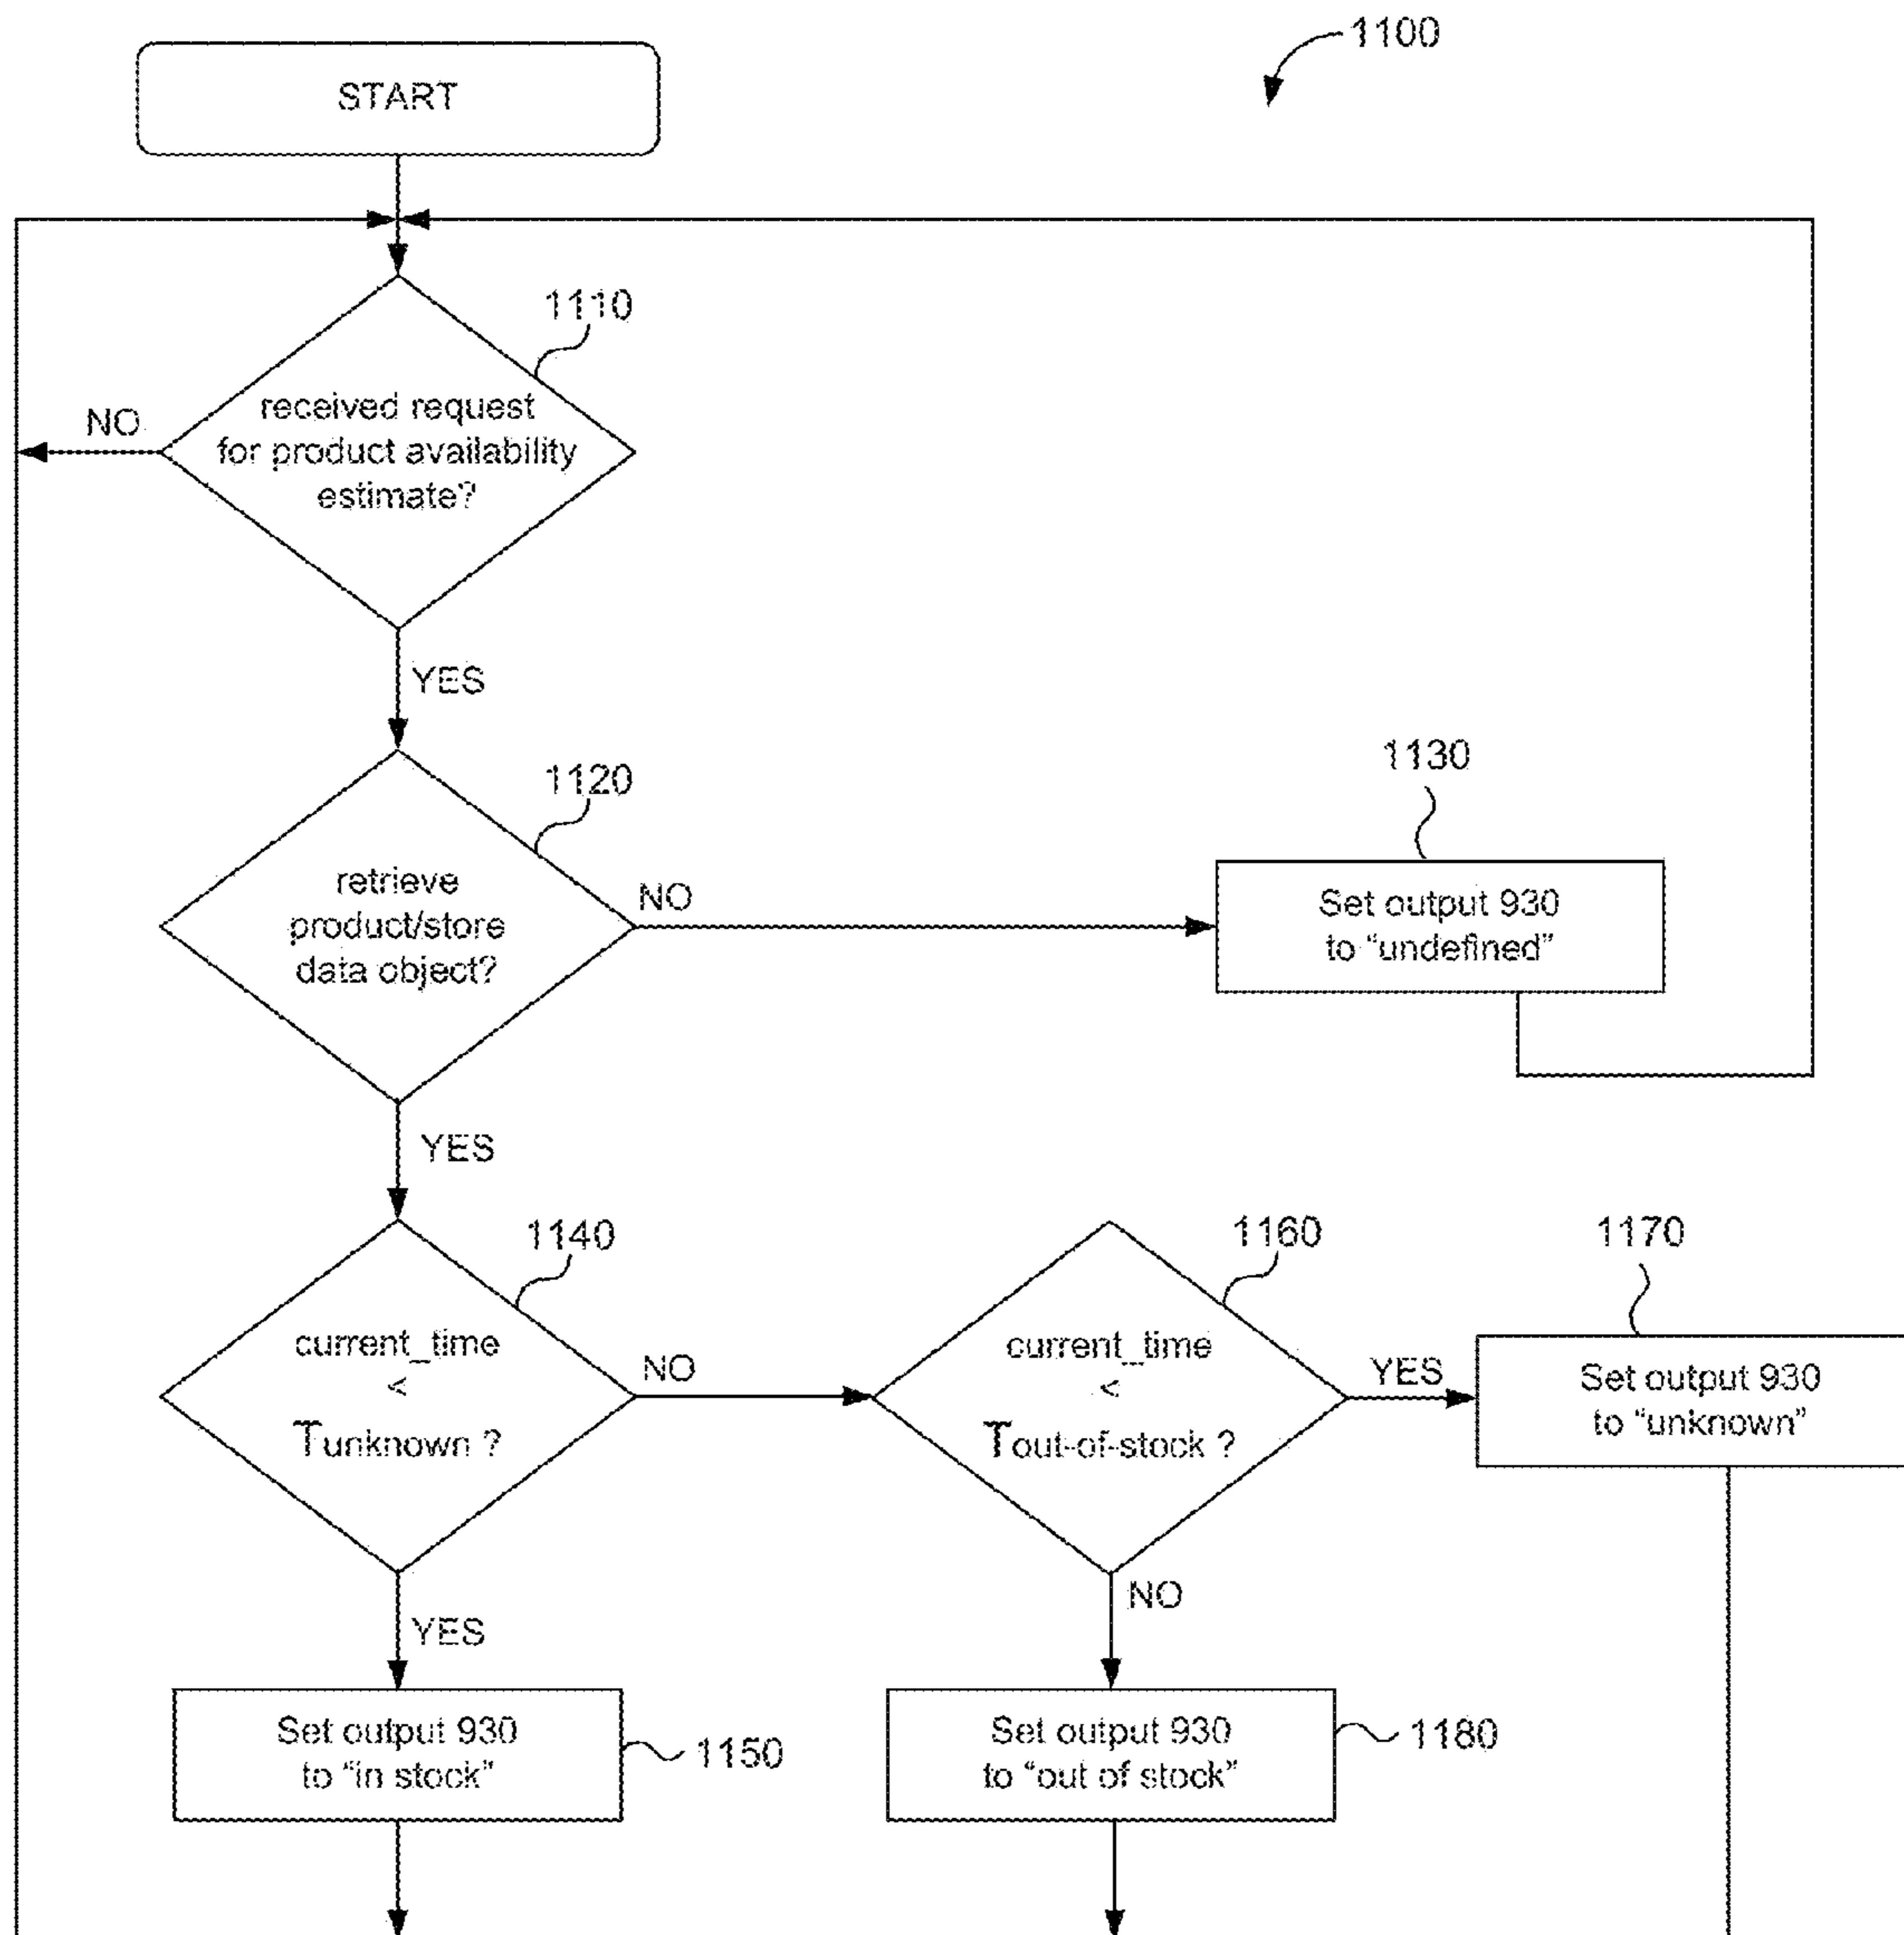 1100
START
1110
received request
for product availability
estimate?
NO
YES
1120
retrieve
product/store
data object?
NO
1130
Set output 930
to “undefined”
YES
1140
current_time
<
Tunknown ?
NO
1160
current_time
<
Tout-of-stock ?
YES
1170
Set output 930
to “unknown”
YES
NO
Set output 930
to “in stock”
1150
Set output 930
to “out of stock”
1180